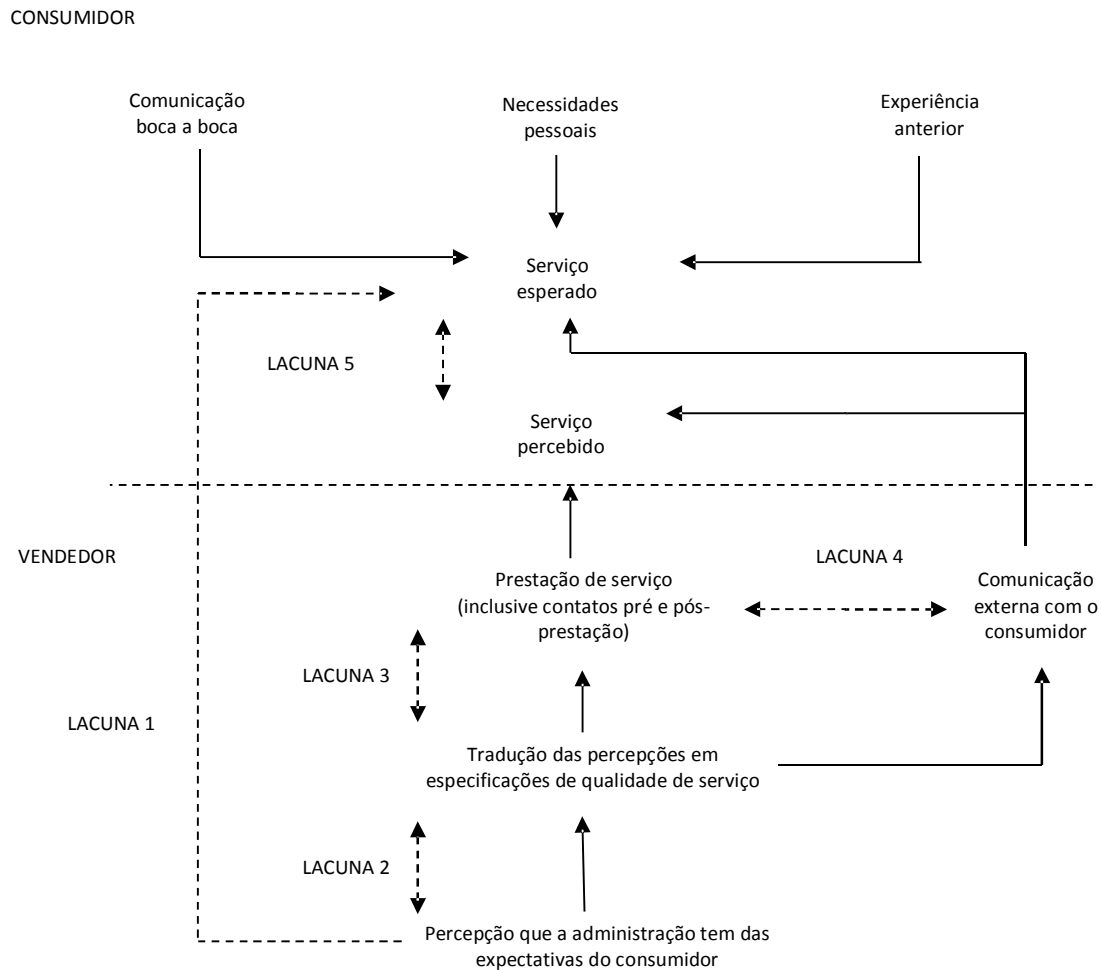 CONSUMIDOR
Comunicação
boca a boca
Necessidades
pessoais
Experiência
anterior
Serviço
esperado
LACUNA 5
Serviço
percebido
VENDEDOR
LACUNA 4
Prestação de serviço
(inclusive contatos pré e pós-
prestação)
Comunicação
externa com o
consumidor
LACUNA 3
LACUNA 1
Tradução das percepções em
especificações de qualidade de serviço
LACUNA 2
Percepção que a administração tem das
expectativas do consumidor